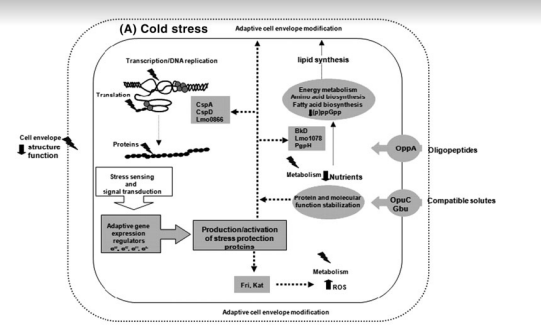 (A) Cold stress
Adaptive cell envelope modification
Transcription/DNA replication
lipid synthesis
Translation
CspA
CspD
Lmo0866
Energy metabolism
Amino acid biosynthesis
Fatty acid biosynthesis
(p)ppGpp
BkD
Lmo1078
PgpH
OppA
Oligopeptides
Cell envelope
structure
function
Proteins
Metabolism
Nutrients
Stress sensing
and
signal transduction
Protein and molecular
function stabilization
OpuC
Gbu
Compatible solutes
Adaptive gene
expression
regulators
Production/activation
of stress protection
proteins
Metabolism
Fri, Kat
ROS
Adaptive cell envelope modification